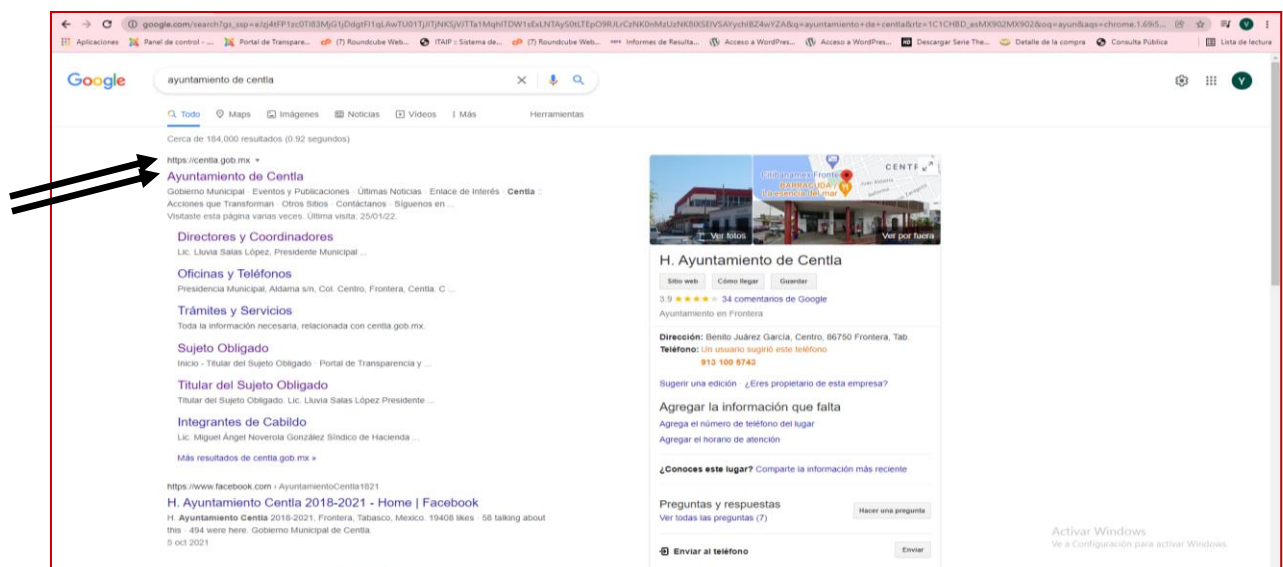 google.com/search?gs_ssp=
Aplicaciones Panel de control - ... Portal de Transpare... (7) Roundcube Web... ITAIP :: Sistema de... (7) Roundcube Web... Informes de Resulta... Acceso a WordPres... Acceso a WordPres... Descargar Serie The... Detalle de la compra Consulta Pública Lista de lectura
Google
ayuntamiento de centla
Y
Todo Maps Imágenes Noticias Vídeos Más Herramientas
Cerca de 184,000 resultados (0.92 segundos)
https://centla.gob.mx
Ayuntamiento de Centla
Gobierno Municipal · Eventos y Publicaciones · Últimas Noticias · Enlace de Interés · Centla ::
Acciones que Transforman · Otros Sitios · Contáctanos · Síguenos en ...
Visitaste esta página varias veces. Última visita: 25/01/22.
Directores y Coordinadores
Lic. Lluvia Salas López, Presidente Municipal ...
Oficinas y Teléfonos
Presidencia Municipal, Aldama s/n, Col. Centro, Frontera, Centla. C ...
Trámites y Servicios
Toda la información necesaria, relacionada con centla.gob.mx.
Sujeto Obligado
Inicio - Titular del Sujeto Obligado · Portal de Transparencia y ...
Titular del Sujeto Obligado
Titular del Sujeto Obligado. Lic. Lluvia Salas López Presidente ...
Integrantes de Cabildo
Lic. Miguel Ángel Noverola González Síndico de Hacienda ...
Más resultados de centla.gob.mx »
https://www.facebook.com › AyuntamientoCentla1821
H. Ayuntamiento Centla 2018-2021 - Home | Facebook
H. Ayuntamiento Centla 2018-2021, Frontera, Tabasco, Mexico. 19408 likes · 58 talking about
this · 494 were here. Gobierno Municipal de Centla.
5 oct 2021
Citibanamex Frontera
BARRACUDA /
La esencia del mar
Ver fotos
Ver por fuera
H. Ayuntamiento de Centla
Sitio web Cómo llegar Guardar
3.9 34 comentarios de Google
Ayuntamiento en Frontera
Dirección: Benito Juárez García, Centro, 86750 Frontera, Tab.
Teléfono: Un usuario sugirió este teléfono
913 100 6743
Sugerir una edición · ¿Eres propietario de esta empresa?
Agregar la información que falta
Agrega el número de teléfono del lugar
Agregar el horario de atención
¿Conoces este lugar? Comparte la información más reciente
Preguntas y respuestas
Ver todas las preguntas (7)
Hacer una pregunta
Enviar al teléfono
Enviar
Activar Windows
Ve a Configuración para activar Windows.